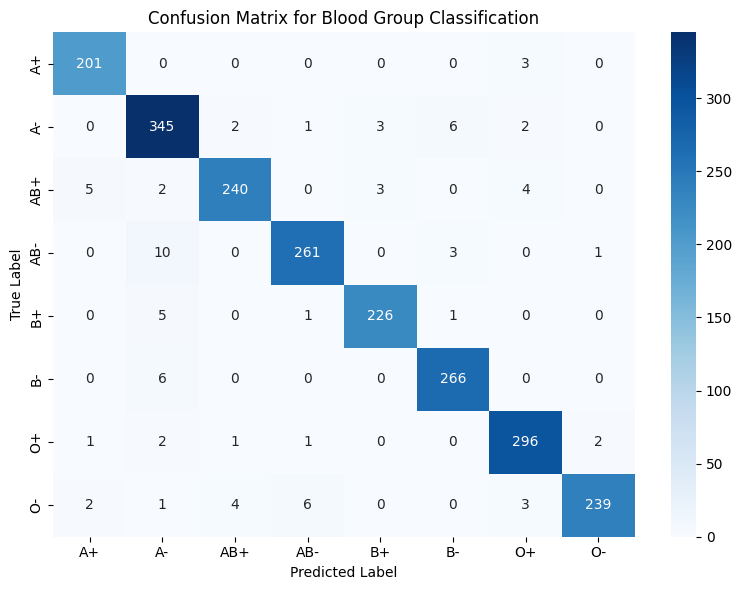 Confusion Matrix for Blood Group Classification
A+ 201 0 0 0 0 0 3 0
A- 0 345 2 1 3 6 2 0
AB+ 5 2 240 0 3 0 4 0
AB- 0 10 0 261 0 3 0 1
B+ 0 5 0 1 226 1 0 0
B- 0 6 0 0 0 266 0 0
O+ 1 2 1 1 0 0 296 2
O- 2 1 4 6 0 0 3 239
A+ A- AB+ AB- B+ B- O+ O-
True Label
Predicted Label
300
250
200
150
100
50
0